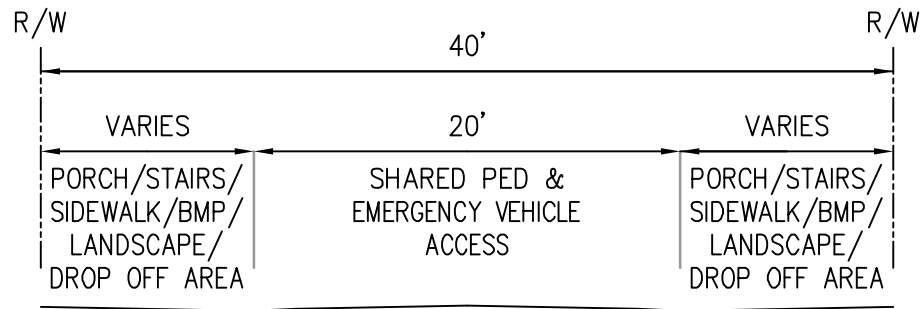 R/W
R/W
40'
VARIES
20'
VARIES
PORCH/STAIRS/
SIDEWALK/BMP/
LANDSCAPE/
DROP OFF AREA
SHARED PED &
EMERGENCY VEHICLE
ACCESS
PORCH/STAIRS/
SIDEWALK/BMP/
LANDSCAPE/
DROP OFF AREA